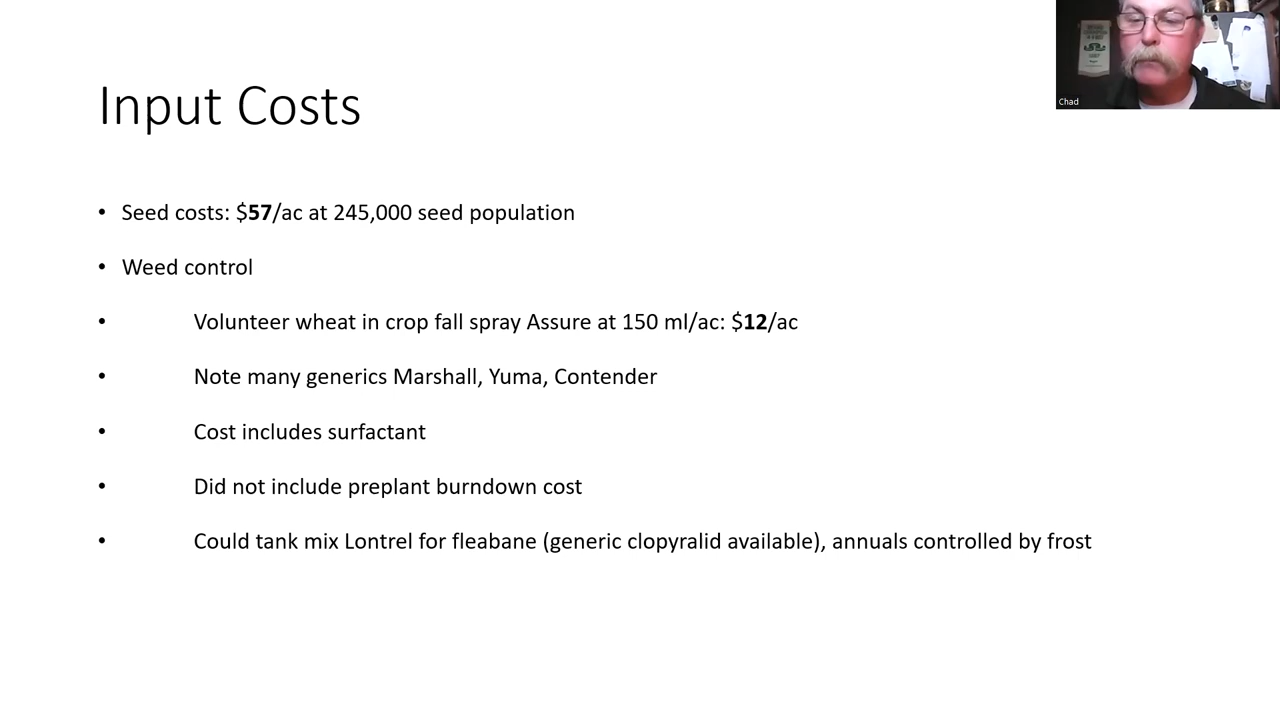 Input Costs
• Seed costs: $57/ac at 245,000 seed population
• Weed control
• Volunteer wheat in crop fall spray Assure at 150 ml/ac: $12/ac
• Note many generics Marshall, Yuma, Contender
• Cost includes surfactant
• Did not include preplant burndown cost
• Could tank mix Lontrel for fleabane (generic clopyralid available), annuals controlled by frost
Chad